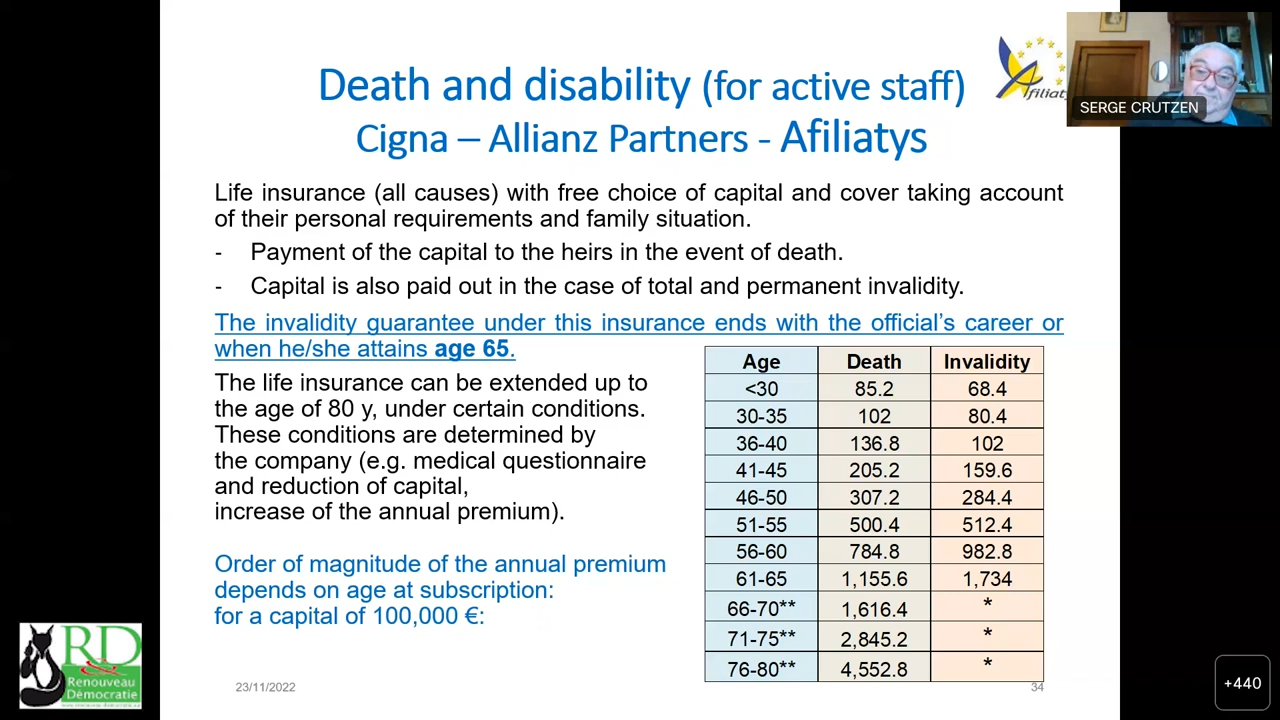 Death and disability (for active staff)
Cigna – Allianz Partners - Afiliatys
SERGE CRUTZEN
Life insurance (all causes) with free choice of capital and cover taking account
of their personal requirements and family situation.
- Payment of the capital to the heirs in the event of death.
- Capital is also paid out in the case of total and permanent invalidity.
The invalidity guarantee under this insurance ends with the official’s career or
when he/she attains age 65.
The life insurance can be extended up to
the age of 80 y, under certain conditions.
These conditions are determined by
the company (e.g. medical questionnaire
and reduction of capital,
increase of the annual premium).
Order of magnitude of the annual premium
depends on age at subscription:
for a capital of 100,000 €:
Age Death Invalidity
<30 85.2 68.4
30-35 102 80.4
36-40 136.8 102
41-45 205.2 159.6
46-50 307.2 284.4
51-55 500.4 512.4
56-60 784.8 982.8
61-65 1,155.6 1,734
66-70** 1,616.4 *
71-75** 2,845.2 *
76-80** 4,552.8 *
RD
Renouveau
Démocratie
23/11/2022
34
+440